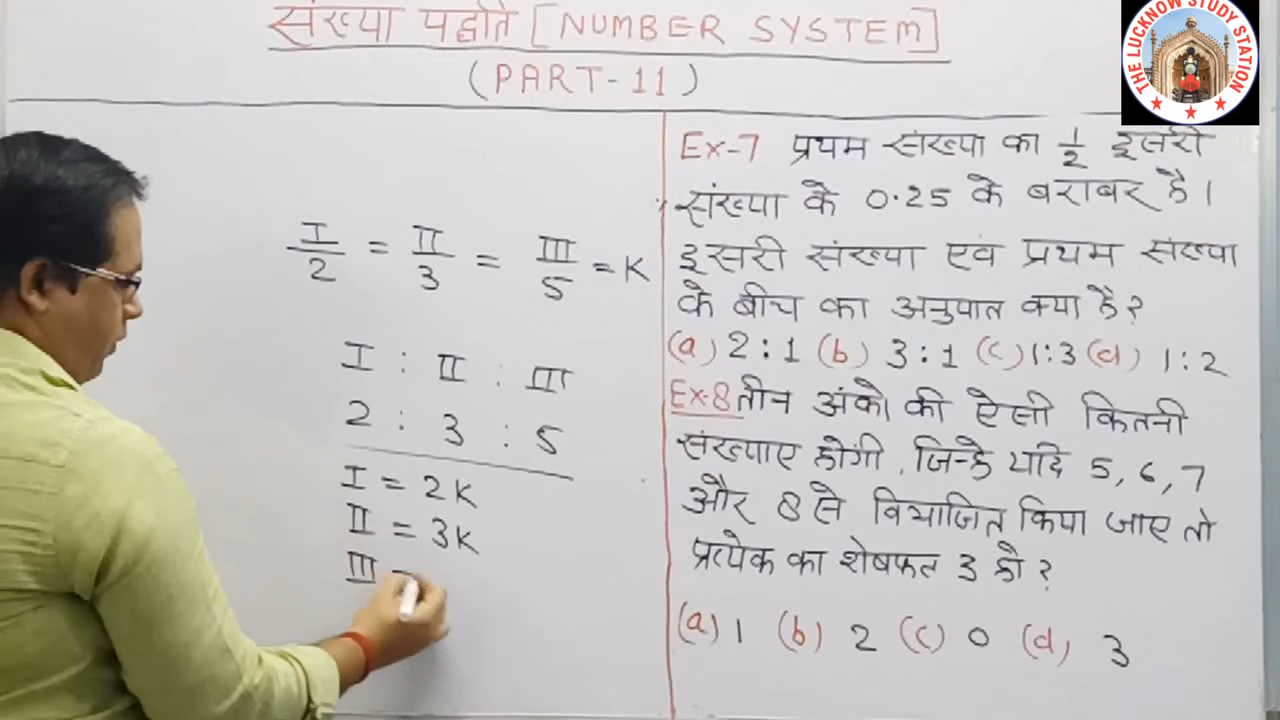 संख्या पद्धति [NUMBER SYSTEM]
(PART-11)
THE LUCKNOW STUDY STATION
I/2 = II/3 = III/5 = K
I : II : III
2 : 3 : 5
I = 2K
II = 3K
III =
Ex-7 प्रथम संख्या का 1/2 दूसरी
संख्या के 0.25 के बराबर है।
दूसरी संख्या एवं प्रथम संख्या
के बीच का अनुपात क्या है?
(a) 2:1 (b) 3:1 (c) 1:3 (d) 1:2
Ex-8 तीन अंको की ऐसी कितनी
संख्याए होंगी, जिन्हे यदि 5, 6, 7
और 8 से विभाजित किया जाए तो
प्रत्येक का शेषफल 3 हो?
(a) 1 (b) 2 (c) 0 (d) 3